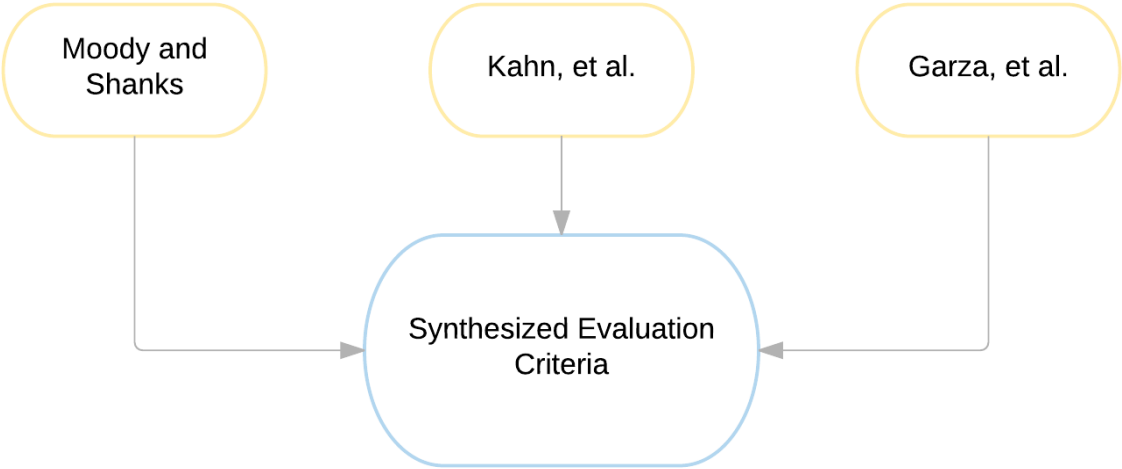 Moody and
Shanks
Kahn, et al.
Garza, et al.
Synthesized Evaluation
Criteria